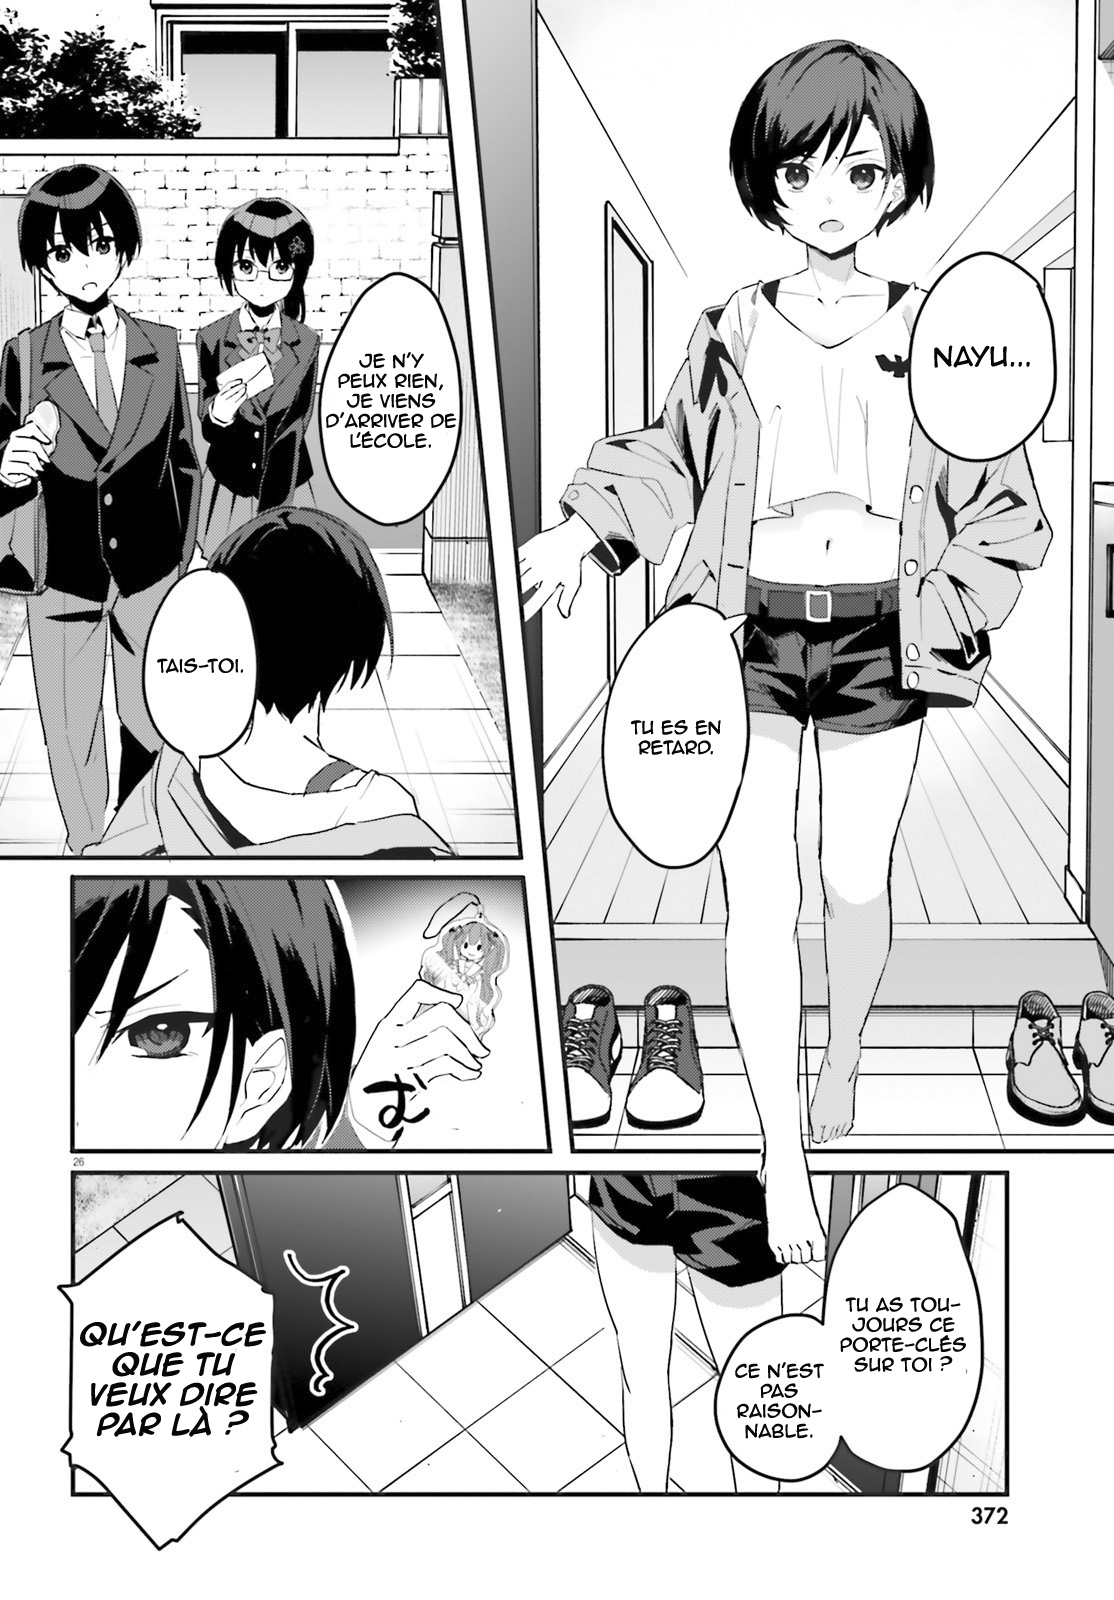 NAYU...
TU ES EN
RETARD.
JE N'Y
PEUX RIEN,
JE VIENS
D'ARRIVER DE
L'ÉCOLE.
TAIS-TOI.
む
26
TU AS TOU-
JOURS CE
PORTE-CLÉS
SUR TOI ?
CE N'EST
PAS
RAISON-
NABLE.
QU'EST-CE
QUE TU
VEUX DIRE
PAR LÀ ?
372